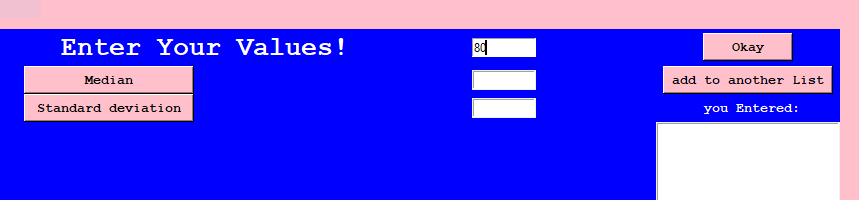 Enter Your Values! 80 Okay
Median add to another List
Standard deviation you Entered: